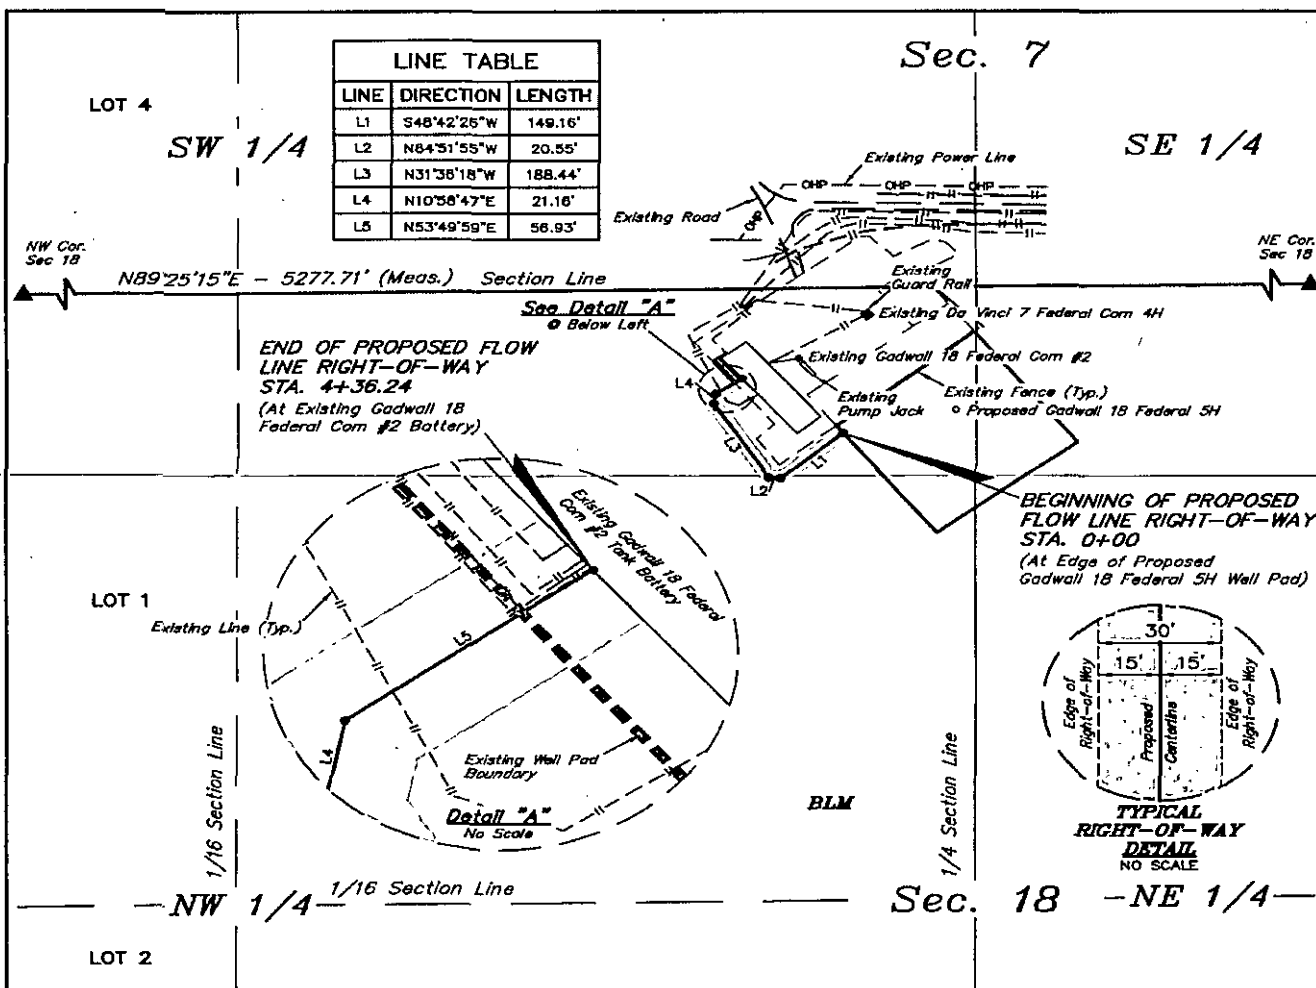 Sec. 7
LOT 4
SW 1/4
SE 1/4
LINE TABLE
LINE DIRECTION LENGTH
L1 S48°42'26"W 149.16'
L2 N64°51'55"W 20.55'
L3 N31°36'18"W 188.44'
L4 N10°58'47"E 21.16'
L5 N53°49'59"E 56.93'
Existing Power Line
OHP OHP OHP
OHP
Existing Road
NW Cor.
Sec 18
NE Cor.
Sec 18
N89°25'15"E - 5277.71' (Meas.) Section Line
Existing
Guard Rail
See Detail "A"
@ Below Left
Existing Da Vinci 7 Federal Com 4H
END OF PROPOSED FLOW
LINE RIGHT-OF-WAY
STA. 4+36.24
(At Existing Gadwall 18
Federal Com #2 Battery)
Existing Gadwall 18 Federal Com #2
L4
Existing
Pump Jack
Existing Fence (Typ.)
Proposed Gadwall 18 Federal 5H
L3
L1
L2
BEGINNING OF PROPOSED
FLOW LINE RIGHT-OF-WAY
STA. 0+00
(At Edge of Proposed
Gadwall 18 Federal 5H Well Pad)
Existing Gadwall 18 Federal
Com #2 Tank Battery
LOT 1
Existing Line (Typ.)
L5
L4
Existing Well Pad
Boundary
Detail "A"
No Scale
30'
15' 15'
Edge of
Right-of-Way
Proposed
Centerline
Edge of
Right-of-Way
TYPICAL
RIGHT-OF-WAY
DETAIL
NO SCALE
BLM
1/16 Section Line
1/4 Section Line
1/16 Section Line
NW 1/4
Sec. 18
NE 1/4
LOT 2